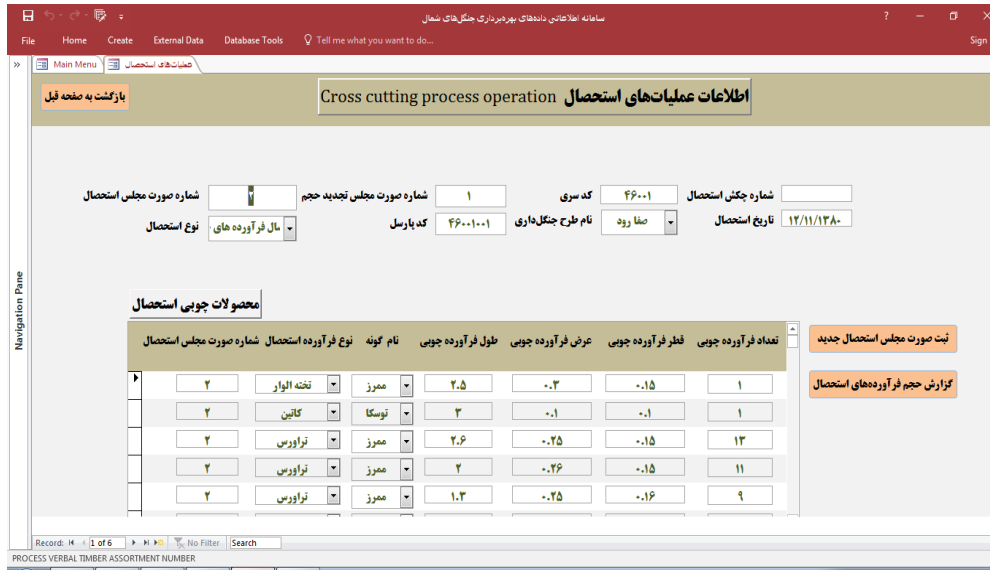 سامانه اطلاعاتی داده‌های بهره‌برداری جنگل‌های شمال
File Home Create External Data Database Tools Tell me what you want to do... Sign
Main Menu عملیات‌های استحصال
بازگشت به صفحه قبل
اطلاعات عملیات‌های استحصال Cross cutting process operation
شماره چکش استحصال
کد سری ۴۶۰۰۱
شماره صورت مجلس تجدید حجم ۱
شماره صورت مجلس استحصال ۲
تاریخ استحصال ۱۲/۱۱/۱۳۸۰
نام طرح جنگل‌داری صفا رود
کد پارسل ۴۶۰۰۱۰۰۱
نوع استحصال مال فرآورده های
Navigation Pane
محصولات چوبی استحصال
تعداد فرآورده چوبی قطر فرآورده چوبی عرض فرآورده چوبی طول فرآورده چوبی نام گونه نوع فرآورده استحصال شماره صورت مجلس استحصال
۱ ۰.۱۵ ۰.۳ ۲.۵ ممرز تخته الوار ۲
۱ ۰.۱ ۰.۱ ۳ توسکا کاتین ۲
۱۳ ۰.۱۵ ۰.۲۵ ۲.۶ ممرز تراورس ۲
۱۱ ۰.۱۵ ۰.۲۶ ۲ ممرز تراورس ۲
۹ ۰.۱۶ ۰.۲۵ ۱.۳ ممرز تراورس ۲
ثبت صورت مجلس استحصال جدید
گزارش حجم فرآورده‌های استحصال
Record: 1 of 6 No Filter Search
PROCESS VERBAL TIMBER ASSORTMENT NUMBER